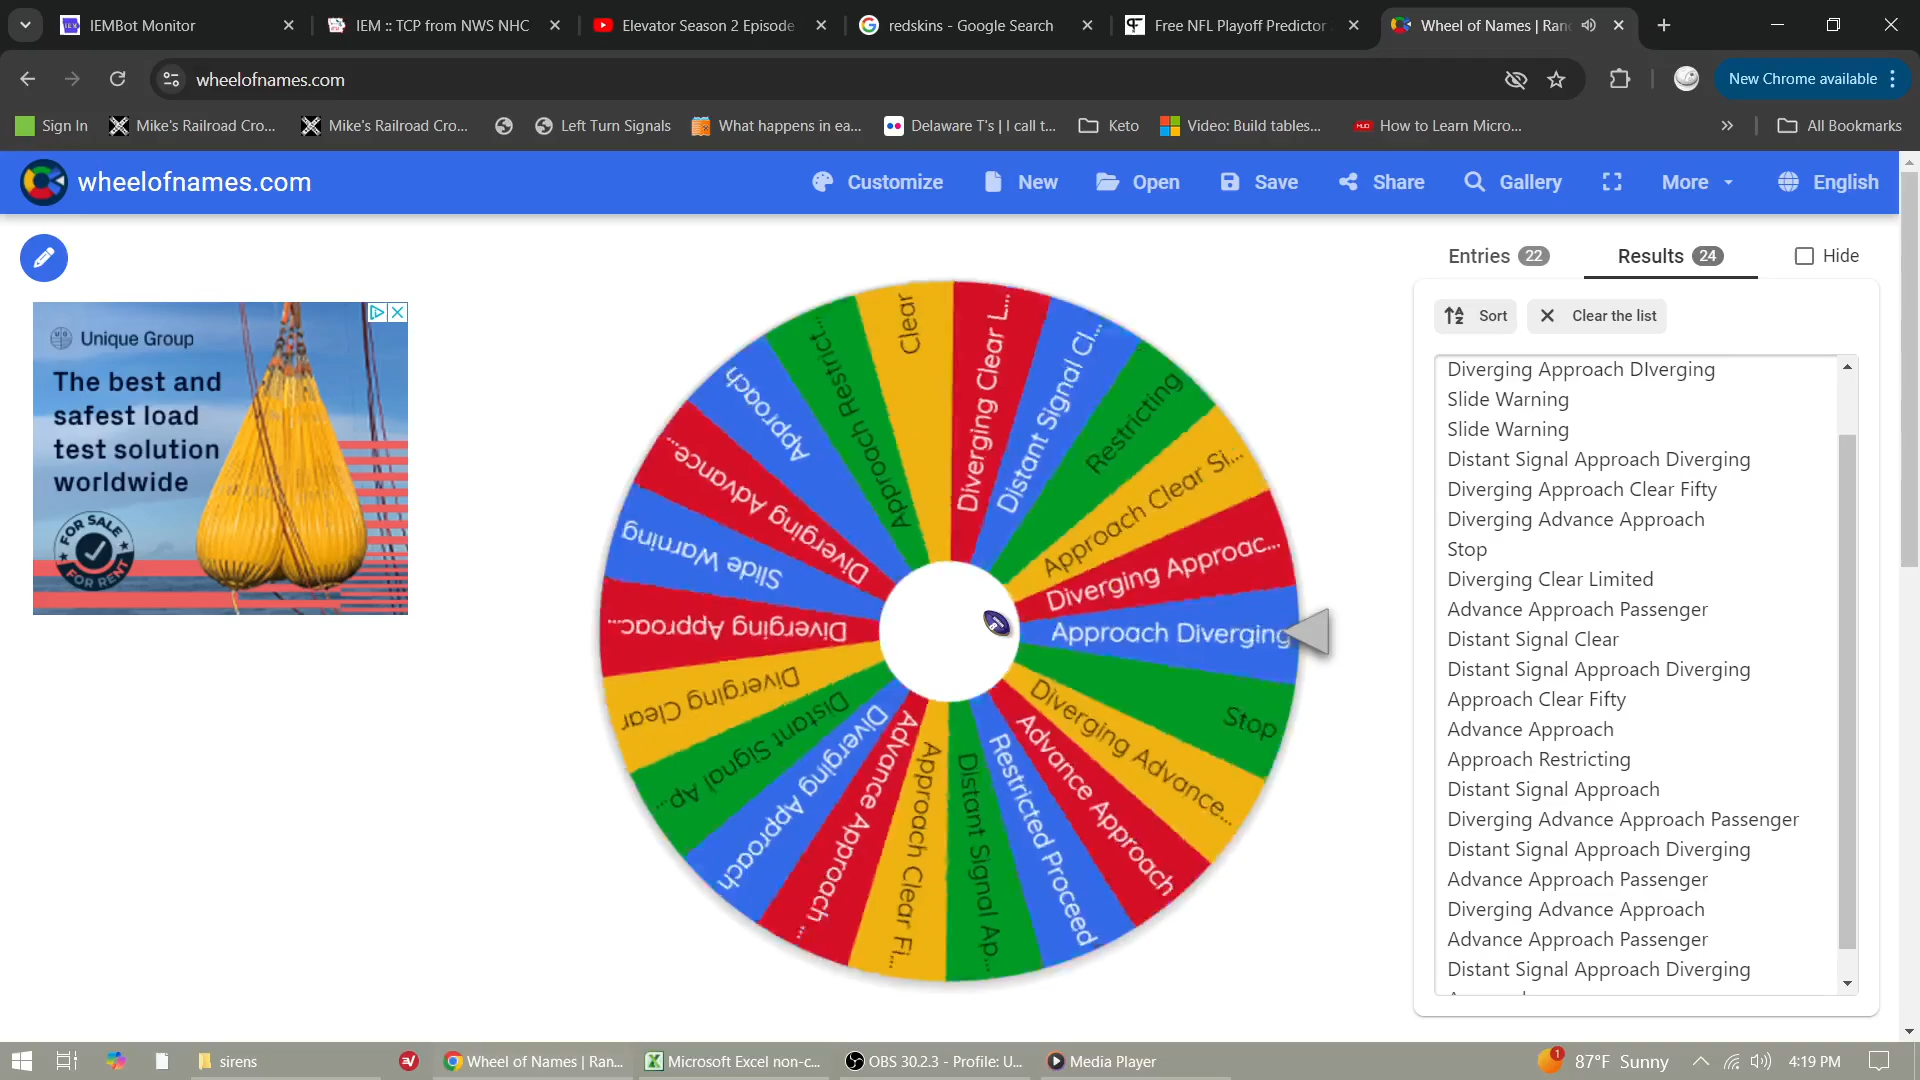 IEMBot Monitor
IEM :: TCP from NWS NHC
Elevator Season 2 Episode
redskins - Google Search
Free NFL Playoff Predictor
Wheel of Names | Ran
wheelofnames.com
New Chrome available
Sign In
Mike's Railroad Cro...
Mike's Railroad Cro...
Left Turn Signals
What happens in ea...
Delaware T's | I call t...
Keto
Video: Build tables...
How to Learn Micro...
All Bookmarks
wheelofnames.com
Customize
New
Open
Save
Share
Gallery
More
English
Unique Group
The best and
safest load
test solution
worldwide
FOR SALE
FOR RENT
Clear
Diverging Clear L...
Distant Signal Cl...
Restricting
Approach Clear Si...
Diverging Approac...
Approach Diverging
Stop
Diverging Advance...
Advance Approach
Restricted Proceed
Distant Signal Ap...
Approach Clear Fi...
Advance Approach ...
Diverging Approach
Distant Signal Ap...
Diverging Clear
Diverging Approac...
Slide Warning
Diverging Advance...
Approach
Approach Restrict...
Entries 22
Results 24
Hide
Sort
Clear the list
Diverging Approach DIverging
Slide Warning
Slide Warning
Distant Signal Approach Diverging
Diverging Approach Clear Fifty
Diverging Advance Approach
Stop
Diverging Clear Limited
Advance Approach Passenger
Distant Signal Clear
Distant Signal Approach Diverging
Approach Clear Fifty
Advance Approach
Approach Restricting
Distant Signal Approach
Diverging Advance Approach Passenger
Distant Signal Approach Diverging
Advance Approach Passenger
Diverging Advance Approach
Advance Approach Passenger
Distant Signal Approach Diverging
sirens
Wheel of Names | Ran...
Microsoft Excel non-c...
OBS 30.2.3 - Profile: U...
Media Player
1
87°F Sunny
4:19 PM